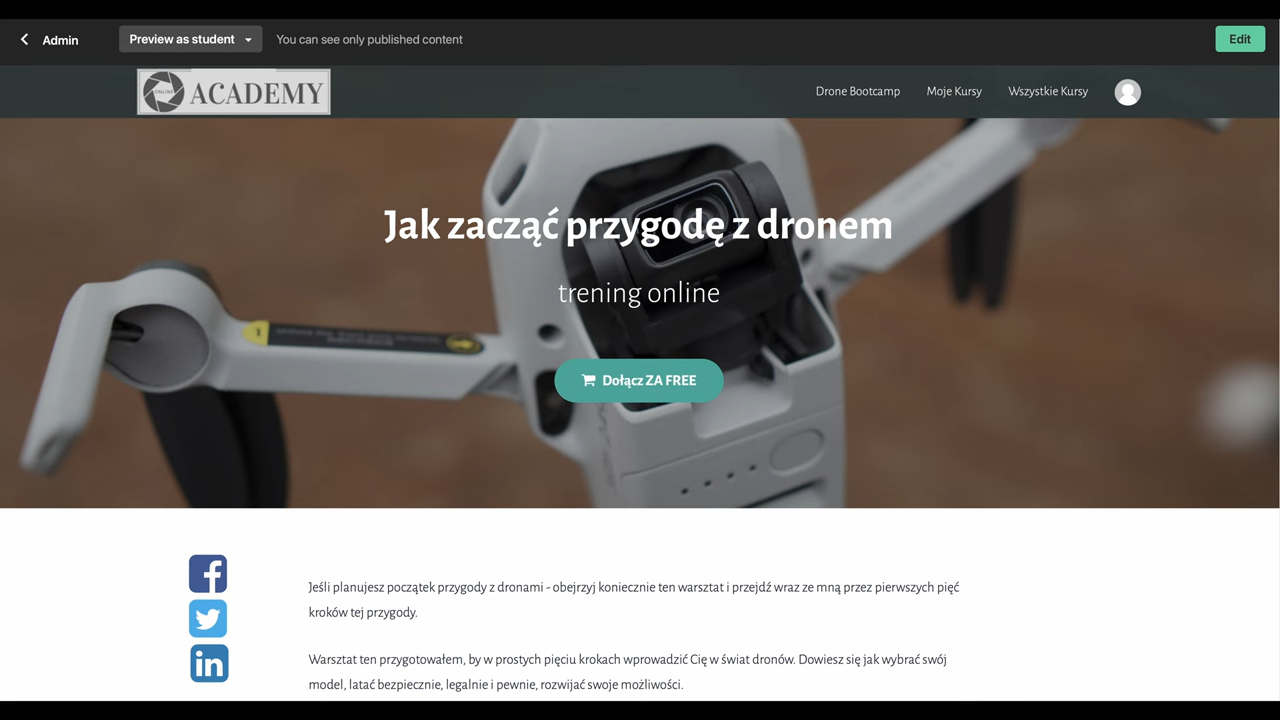 Admin
Preview as student
You can see only published content
Edit
ONLINE
ACADEMY
Drone Bootcamp
Moje Kursy
Wszystkie Kursy
Jak zacząć przygodę z dronem
trening online
Dołącz ZA FREE
Jeśli planujesz początek przygody z dronami - obejrzyj koniecznie ten warsztat i przejdź wraz ze mną przez pierwszych pięć
kroków tej przygody.
Warsztat ten przygotowałem, by w prostych pięciu krokach wprowadzić Cię w świat dronów. Dowiesz się jak wybrać swój
model, latać bezpiecznie, legalnie i pewnie, rozwijać swoje możliwości.